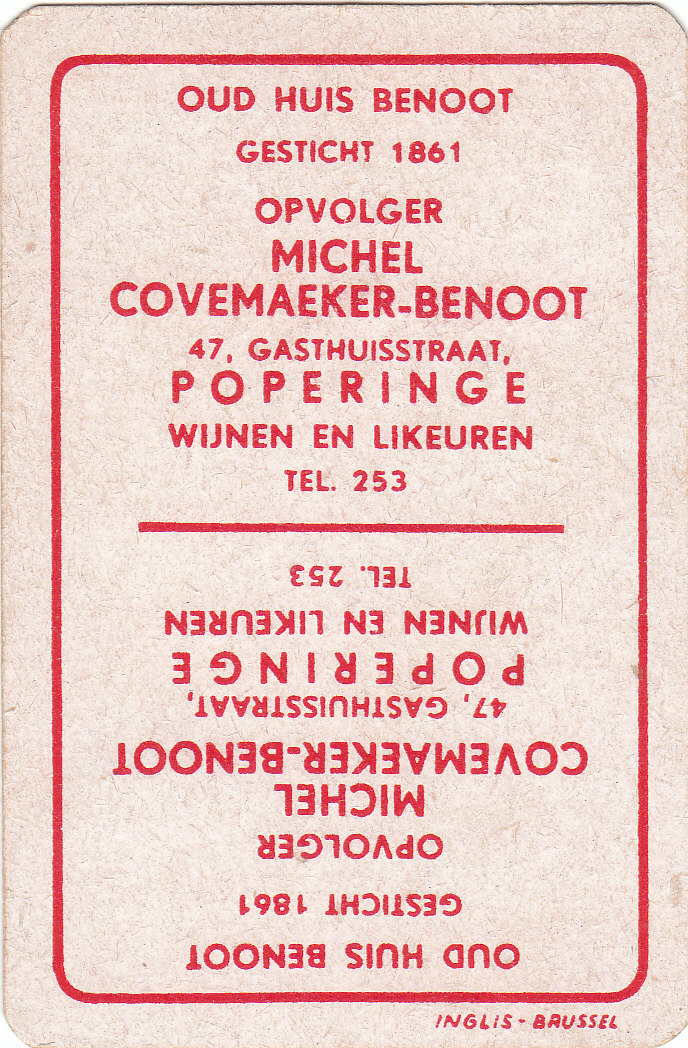 OUD HUIS BENOOT
GESTICHT 1861
OPVOLGER
MICHEL
COVEMAEKER-BENOOT
47, GASTHUISSTRAAT,
POPERINGE
WIJNEN EN LIKEUREN
TEL. 253
OUD HUIS BENOOT
GESTICHT 1861
OPVOLGER
MICHEL
COVEMAEKER-BENOOT
47, GASTHUISSTRAAT,
POPERINGE
WIJNEN EN LIKEUREN
TEL. 253
INGLIS - BRUSSEL